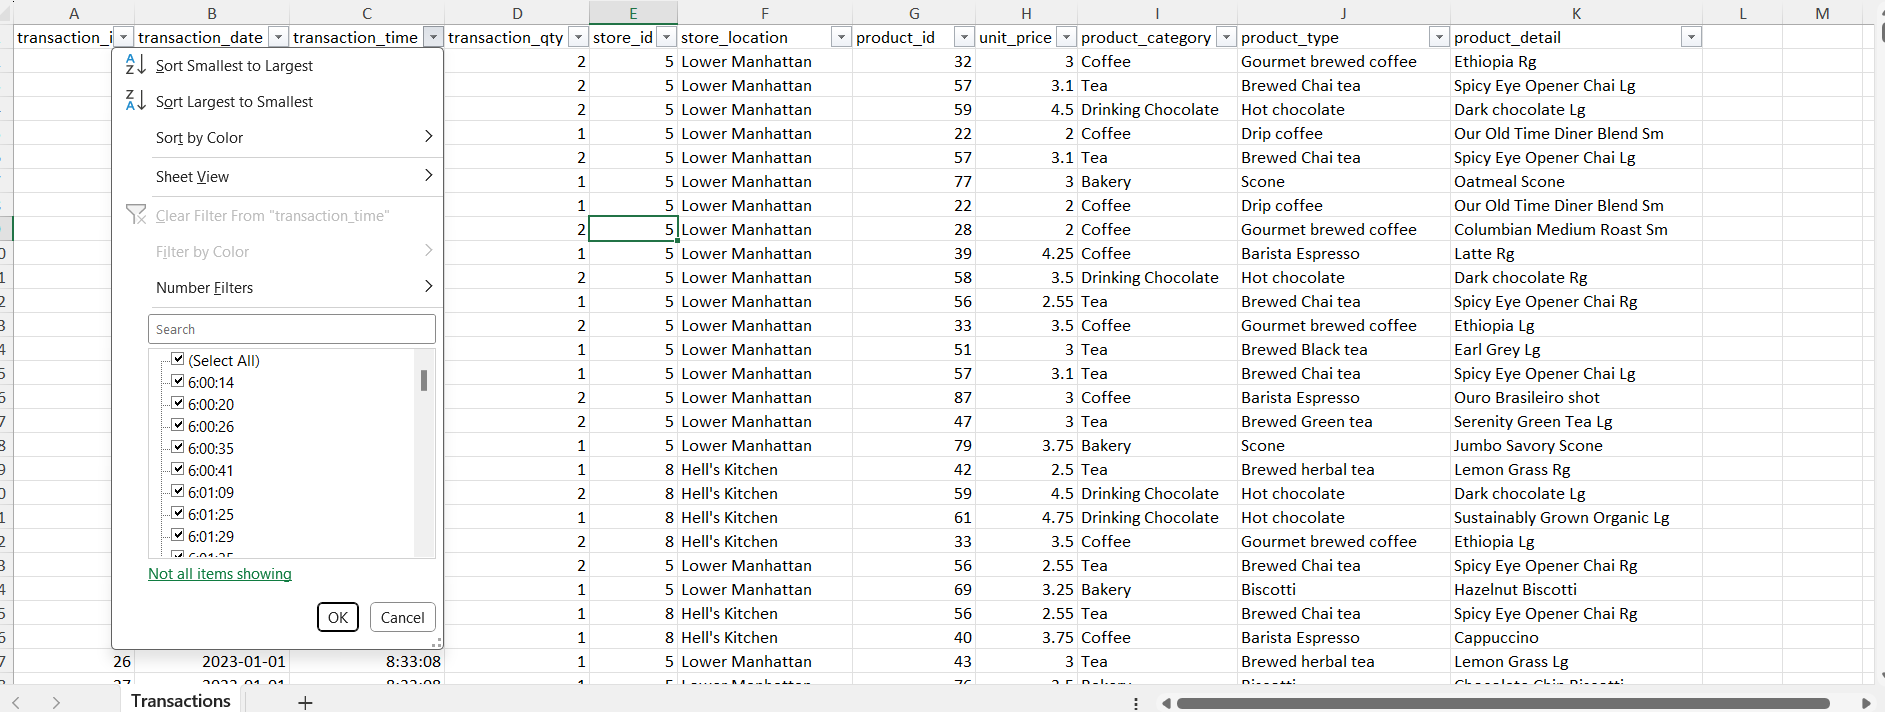 A B C D E F G H I J K L M
transaction_i transaction_date transaction_time transaction_qty store_id store_location product_id unit_price product_category product_type product_detail
Sort Smallest to Largest
Sort Largest to Smallest
Sort by Color
Sheet View
Clear Filter From "transaction_time"
Filter by Color
Number Filters
Search
(Select All)
6:00:14
6:00:20
6:00:26
6:00:35
6:00:41
6:01:09
6:01:25
6:01:29
Not all items showing
OK Cancel
2 5 Lower Manhattan 32 3 Coffee Gourmet brewed coffee Ethiopia Rg
2 5 Lower Manhattan 57 3.1 Tea Brewed Chai tea Spicy Eye Opener Chai Lg
2 5 Lower Manhattan 59 4.5 Drinking Chocolate Hot chocolate Dark chocolate Lg
1 5 Lower Manhattan 22 2 Coffee Drip coffee Our Old Time Diner Blend Sm
2 5 Lower Manhattan 57 3.1 Tea Brewed Chai tea Spicy Eye Opener Chai Lg
1 5 Lower Manhattan 77 3 Bakery Scone Oatmeal Scone
1 5 Lower Manhattan 22 2 Coffee Drip coffee Our Old Time Diner Blend Sm
2 5 Lower Manhattan 28 2 Coffee Gourmet brewed coffee Columbian Medium Roast Sm
1 5 Lower Manhattan 39 4.25 Coffee Barista Espresso Latte Rg
2 5 Lower Manhattan 58 3.5 Drinking Chocolate Hot chocolate Dark chocolate Rg
1 5 Lower Manhattan 56 2.55 Tea Brewed Chai tea Spicy Eye Opener Chai Rg
2 5 Lower Manhattan 33 3.5 Coffee Gourmet brewed coffee Ethiopia Lg
1 5 Lower Manhattan 51 3 Tea Brewed Black tea Earl Grey Lg
1 5 Lower Manhattan 57 3.1 Tea Brewed Chai tea Spicy Eye Opener Chai Lg
2 5 Lower Manhattan 87 3 Coffee Barista Espresso Ouro Brasileiro shot
2 5 Lower Manhattan 47 3 Tea Brewed Green tea Serenity Green Tea Lg
1 5 Lower Manhattan 79 3.75 Bakery Scone Jumbo Savory Scone
1 8 Hell's Kitchen 42 2.5 Tea Brewed herbal tea Lemon Grass Rg
2 8 Hell's Kitchen 59 4.5 Drinking Chocolate Hot chocolate Dark chocolate Lg
1 8 Hell's Kitchen 61 4.75 Drinking Chocolate Hot chocolate Sustainably Grown Organic Lg
2 8 Hell's Kitchen 33 3.5 Coffee Gourmet brewed coffee Ethiopia Lg
2 5 Lower Manhattan 56 2.55 Tea Brewed Chai tea Spicy Eye Opener Chai Rg
1 5 Lower Manhattan 69 3.25 Bakery Biscotti Hazelnut Biscotti
1 8 Hell's Kitchen 56 2.55 Tea Brewed Chai tea Spicy Eye Opener Chai Rg
1 8 Hell's Kitchen 40 3.75 Coffee Barista Espresso Cappuccino
26 2023-01-01 8:33:08 1 5 Lower Manhattan 43 3 Tea Brewed herbal tea Lemon Grass Lg
Transactions